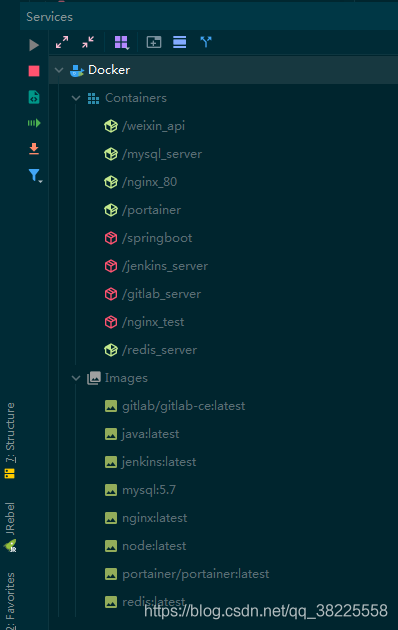 Services
Docker
Containers
/weixin_api
/mysql_server
/nginx_80
/portainer
/springboot
/jenkins_server
/gitlab_server
/nginx_test
/redis_server
Images
gitlab/gitlab-ce:latest
java:latest
jenkins:latest
mysql:5.7
nginx:latest
node:latest
portainer/portainer:latest
redis:latest
https://blog.csdn.net/qq_38225558
7: Structure
JRebel
JR
2: Favorites